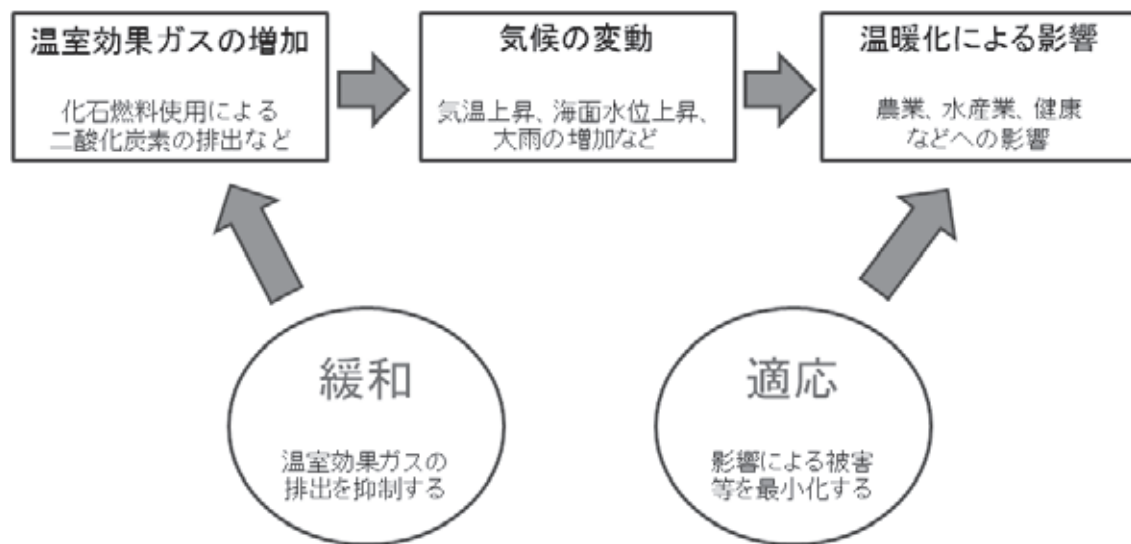 温室効果ガスの増加
化石燃料使用による
二酸化炭素の排出など
気候の変動
気温上昇、海面水位上昇、
大雨の増加など
温暖化による影響
農業、水産業、健康
などへの影響
緩和
温室効果ガスの
排出を抑制する
適応
影響による被害
等を最小化する